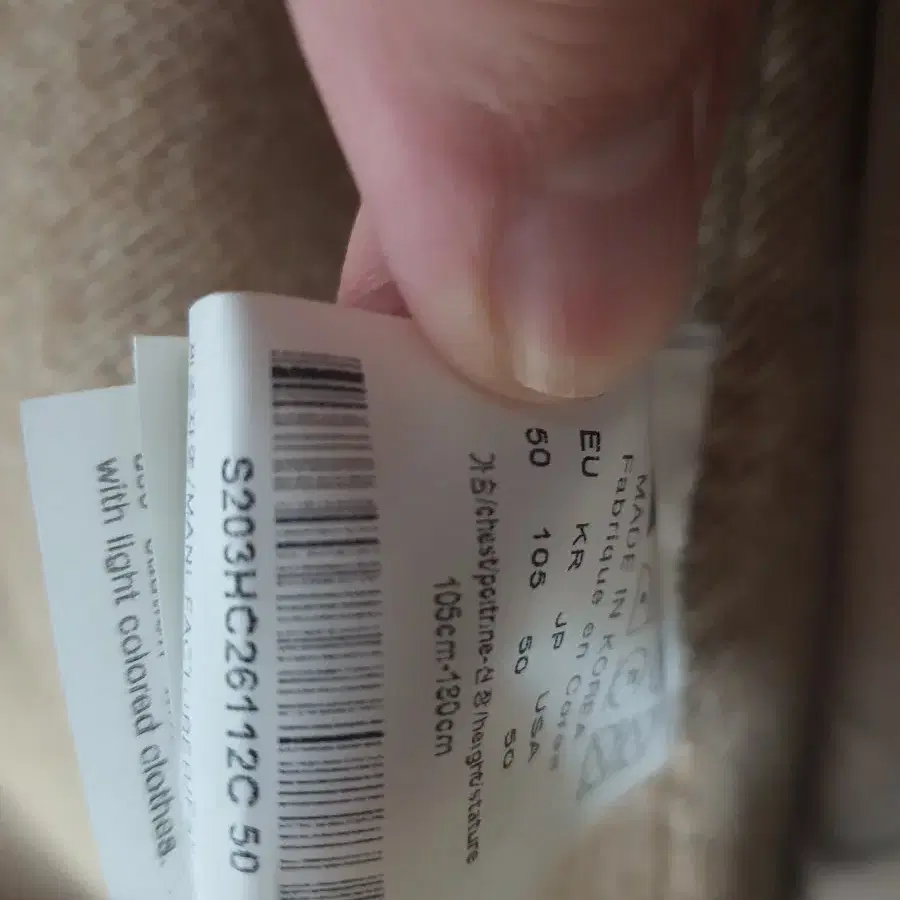 MADE IN KOREA
Fabriqué en Corée
EU KR JP USA
50 105 50 50
가슴/chest/poitrine-신장/height/stature
105cm-180cm
S203HC26112C 50
with light colored clothes.